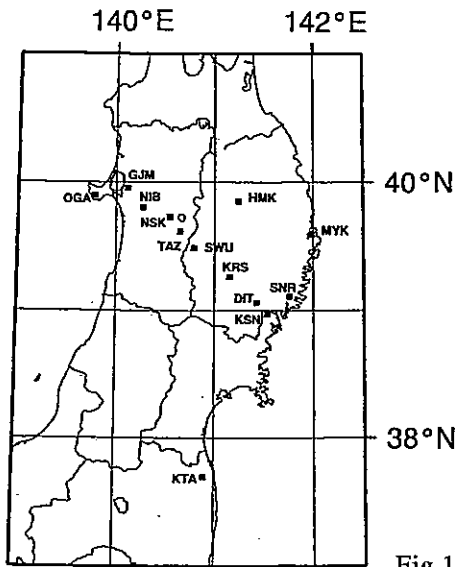 140°E 142°E
40°N
GJM
OGA
NIB
HMK
NSK
O
MYK
TAZ
SWU
KRS
SNR
DIT
KSN
38°N
KTA
Fig.1